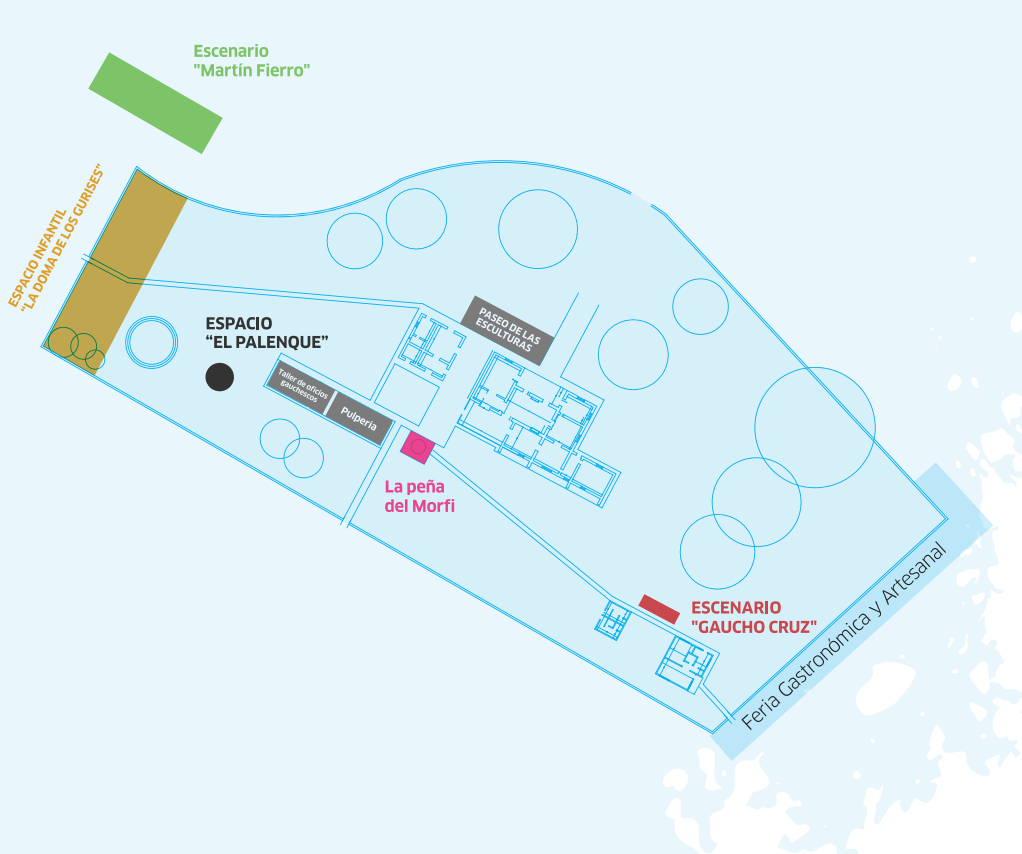 Escenario
"Martín Fierro"
ESPACIO INFANTIL
"LA DOMA DE LOS GURISES"
ESPACIO
“EL PALENQUE”
PASEO DE LAS
ESCULTURAS
Taller de oficios
gauchescos
Pulpería
La peña
del Morfi
ESCENARIO
"GAUCHO CRUZ"
Feria Gastronómica y Artesanal